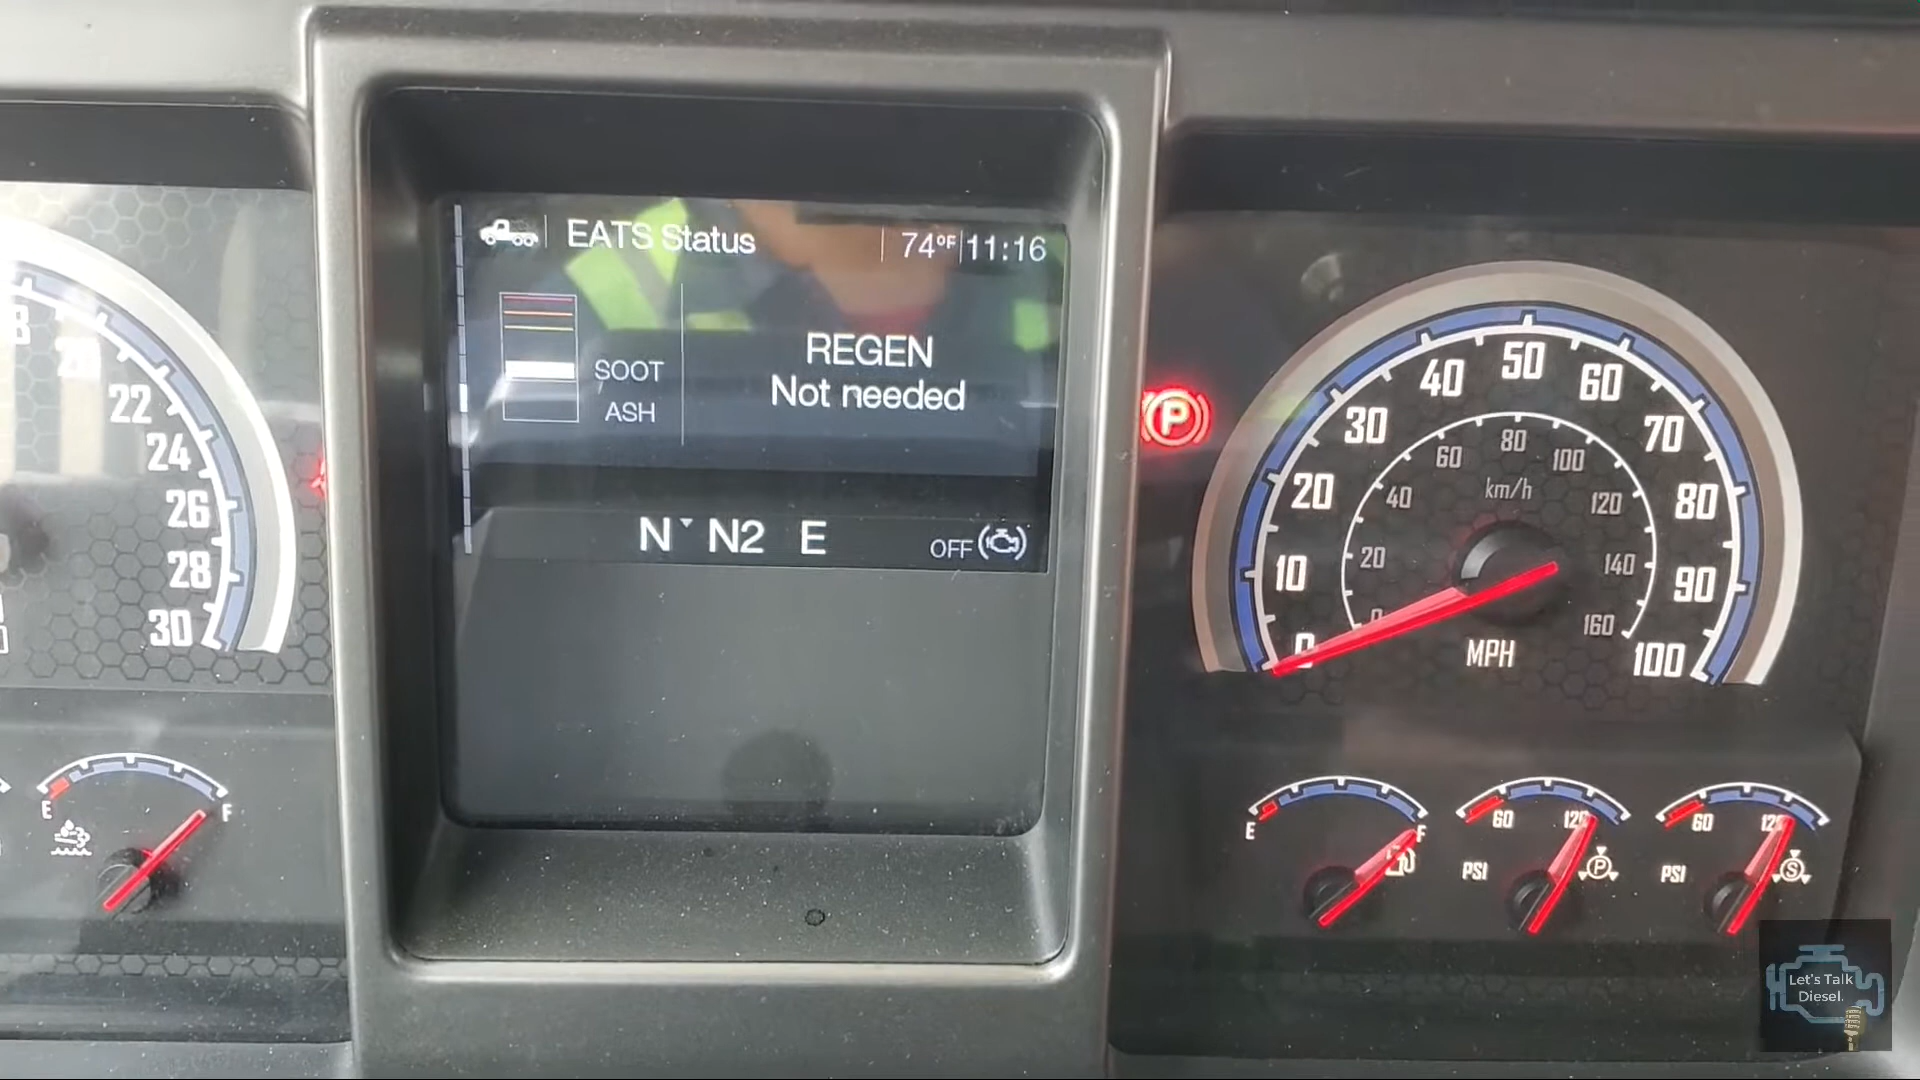 EATS Status
74°F 11:16
SOOT
ASH
REGEN
Not needed
N N2 E
OFF
20
22
24
26
28
30
E F
P
0 10 20 30 40 50 60 70 80 90 100
20 40 60 80 100 120 140 160
km/h
MPH
E F
60 120
PSI
P
60
PSI
S
Let's Talk
Diesel.